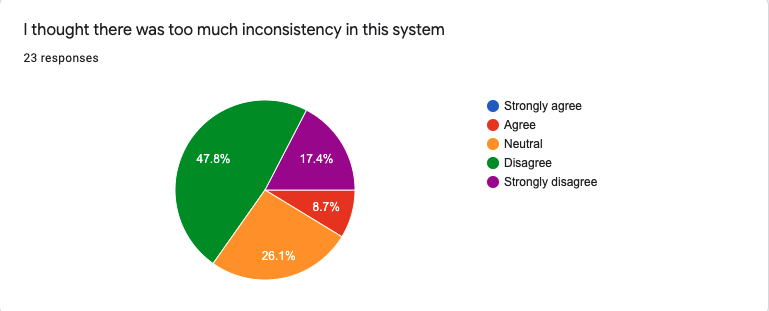 I thought there was too much inconsistency in this system
23 responses
Strongly agree
Agree
Neutral
Disagree
Strongly disagree
47.8%
17.4%
8.7%
26.1%